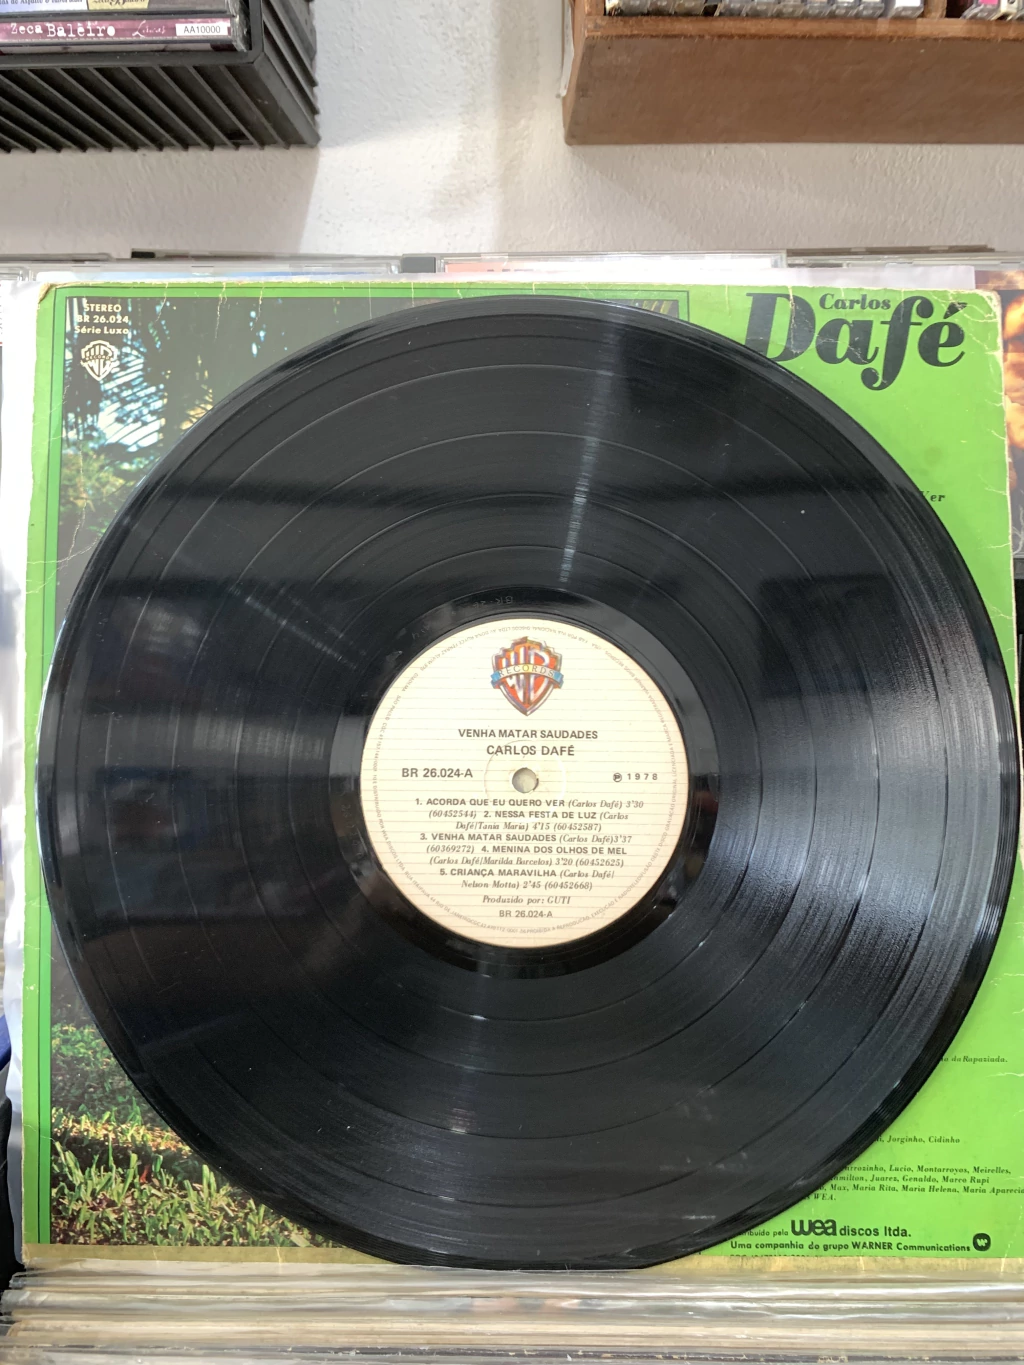 Zeca Baleiro
AA10000
STEREO
BR 26.024
Série Luxo
Carlos
Dafé
Ver
RECORDS
VENHA MATAR SAUDADES
CARLOS DAFÉ
BR 26.024-A
℗ 1978
1. ACORDA QUE EU QUERO VER (Carlos Dafé) 3'30
(60452544) 2. NESSA FESTA DE LUZ (Carlos
Dafé/Tania Maria) 4'15 (60452587)
3. VENHA MATAR SAUDADES (Carlos Dafé)3'37
(60369272) 4. MENINA DOS OLHOS DE MEL
(Carlos Dafé/Marilda Barcelos) 3'20 (60452625)
5. CRIANÇA MARAVILHA (Carlos Dafé/
Nelson Motta) 2'45 (60452668)
Produzido por: GUTI
BR 26.024-A
da Rapaziada.
Jorginho, Cidinho
Lucio, Montarroyos, Meirelles,
Juarez, Genaldo, Marco Rupi
Max, Maria Rita, Maria Helena, Maria Aparecida
WEA.
pela wea discos ltda.
Uma companhia do grupo WARNER Communications